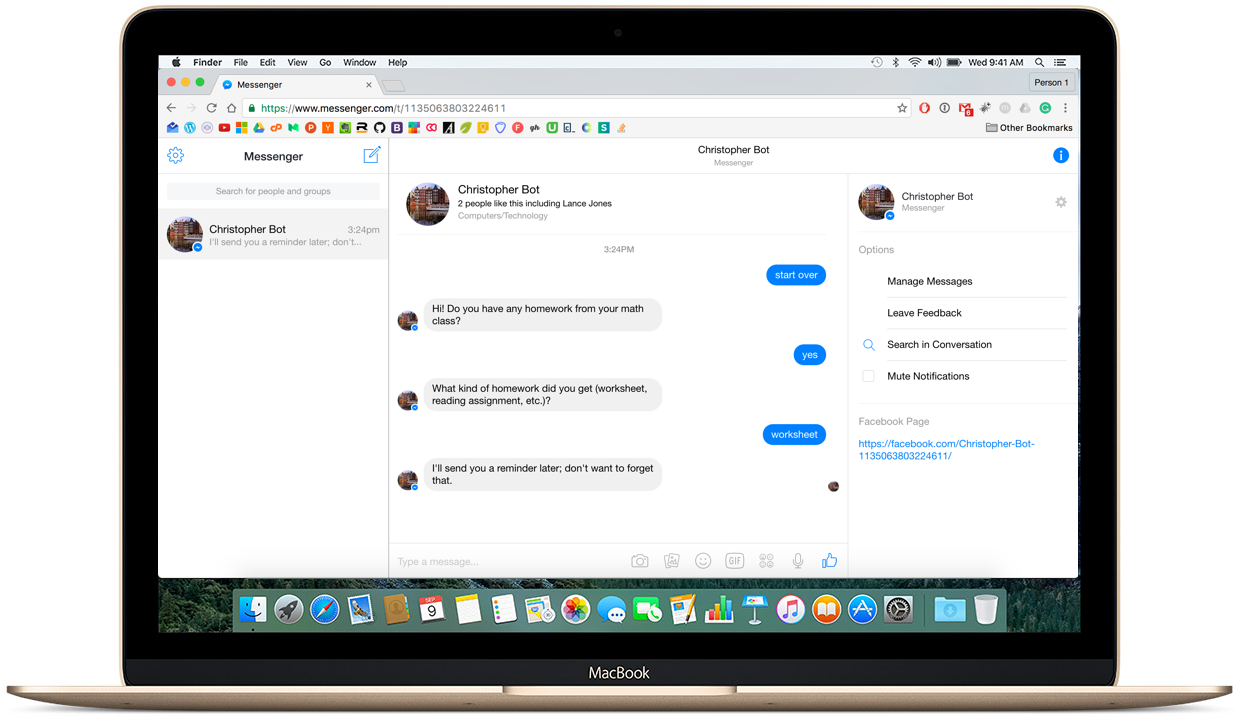 Finder File Edit View Go Window Help
Wed 9:41 AM
Messenger
Person 1
https://www.messenger.com/t/1135063803224611
Other Bookmarks
Messenger
Search for people and groups
Christopher Bot
3:24pm
I'll send you a reminder later; don't...
Christopher Bot
Messenger
Christopher Bot
2 people like this including Lance Jones
Computers/Technology
3:24PM
start over
Hi! Do you have any homework from your math
class?
yes
What kind of homework did you get (worksheet,
reading assignment, etc.)?
worksheet
I'll send you a reminder later; don't want to forget
that.
Type a message...
GIF
Christopher Bot
Messenger
Options
Manage Messages
Leave Feedback
Search in Conversation
Mute Notifications
Facebook Page
https://facebook.com/Christopher-Bot-
1135063803224611/
SEP
9
MacBook